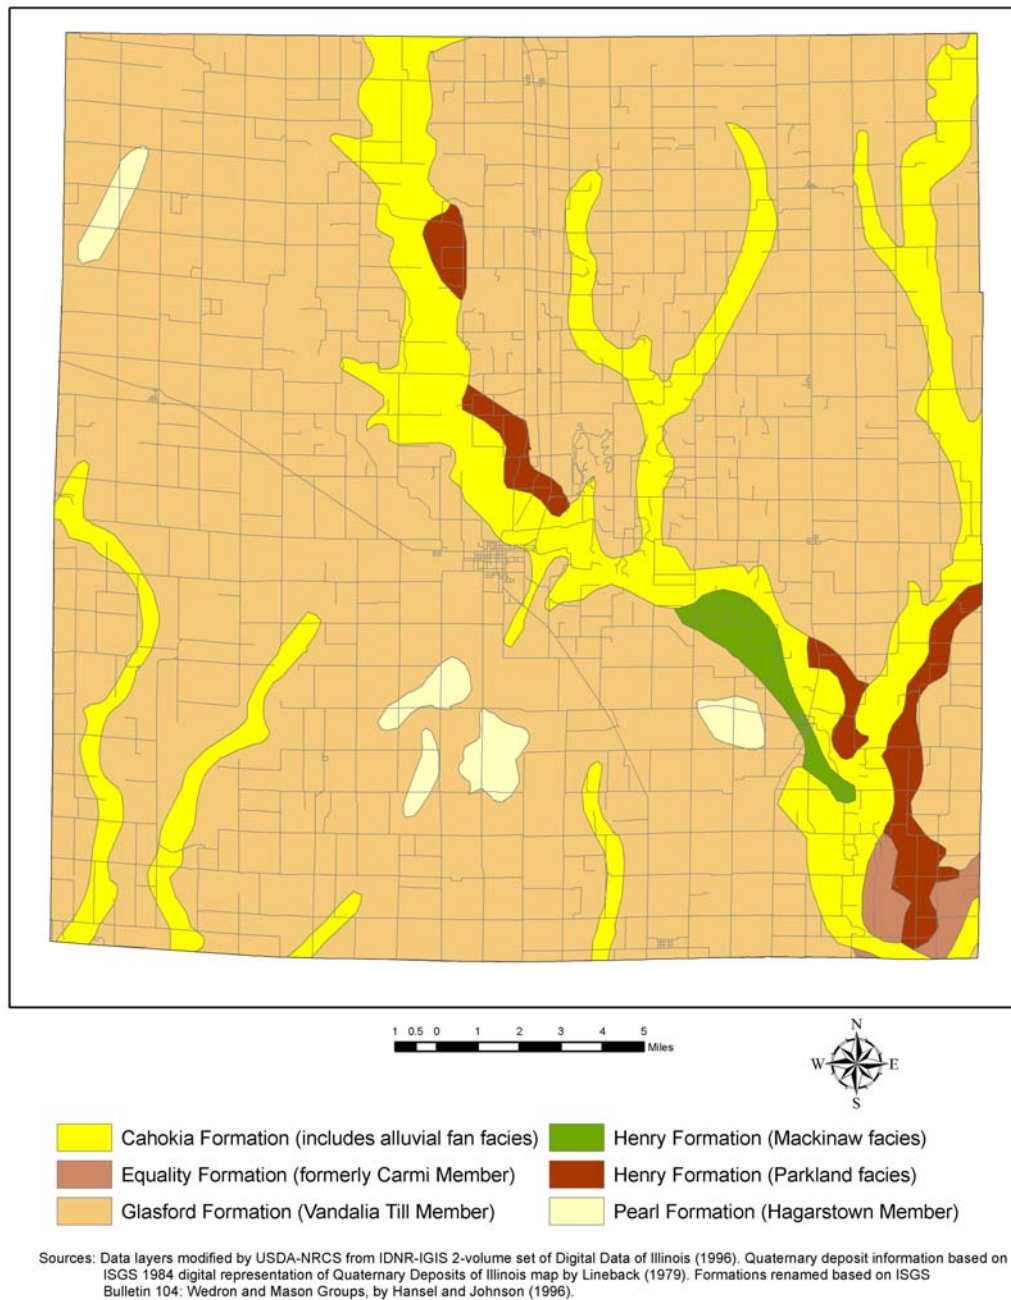 1 0.5 0 1 2 3 4 5
Miles
N
W E
S
Cahokia Formation (includes alluvial fan facies)
Henry Formation (Mackinaw facies)
Equality Formation (formerly Carmi Member)
Henry Formation (Parkland facies)
Glasford Formation (Vandalia Till Member)
Pearl Formation (Hagarstown Member)
Sources: Data layers modified by USDA-NRCS from IDNR-IGIS 2-volume set of Digital Data of Illinois (1996). Quaternary deposit information based on
ISGS 1984 digital representation of Quaternary Deposits of Illinois map by Lineback (1979). Formations renamed based on ISGS
Bulletin 104: Wedron and Mason Groups, by Hansel and Johnson (1996).